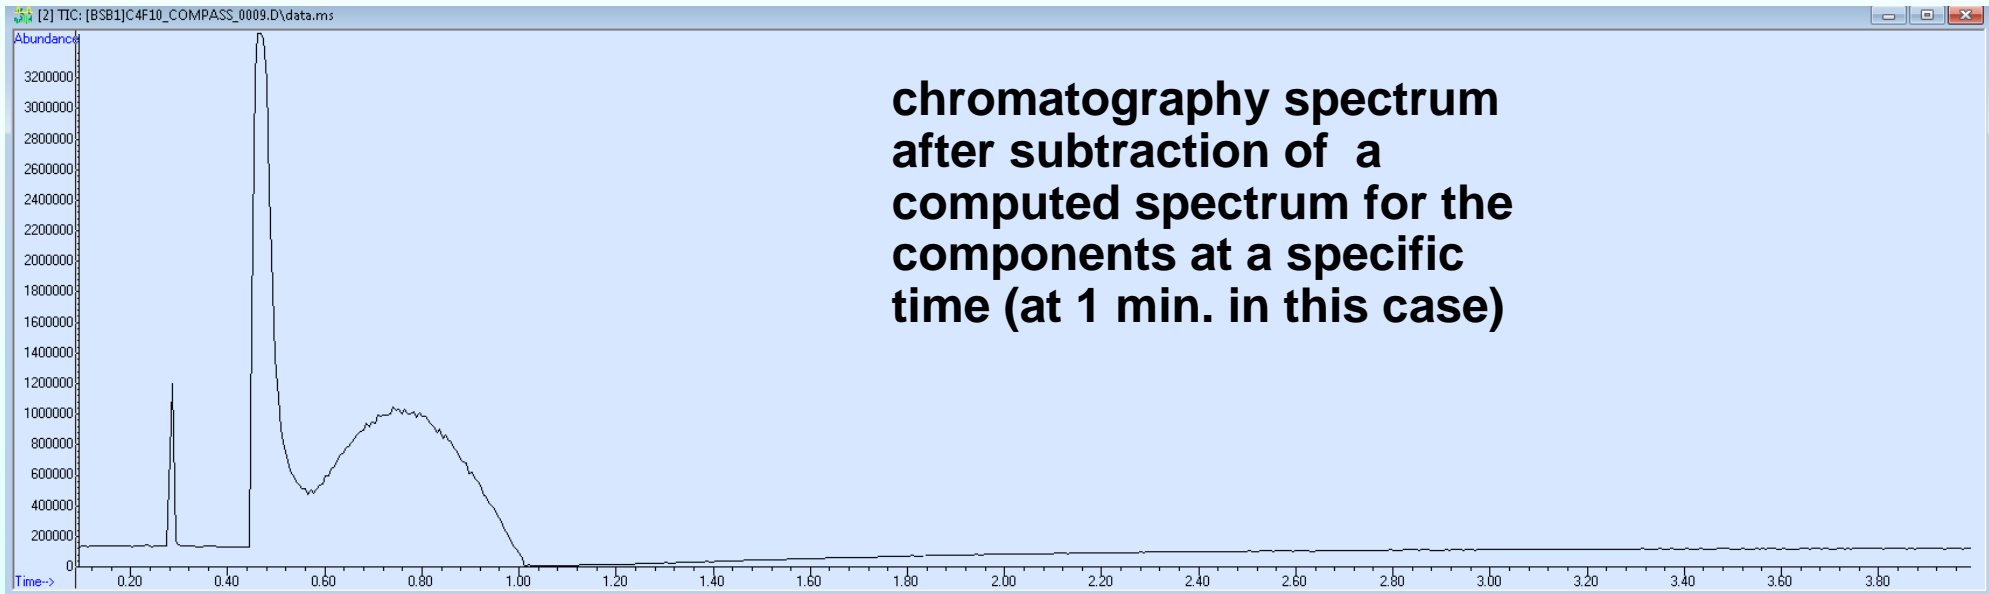 [2] TIC: [BSB1]C4F10_COMPASS_0009.D\data.ms
Abundance
3200000
3000000
2800000
2600000
2400000
2200000
2000000
1800000
1600000
1400000
1200000
1000000
800000
600000
400000
200000
0
Time-->
0.20 0.40 0.60 0.80 1.00 1.20 1.40 1.60 1.80 2.00 2.20 2.40 2.60 2.80 3.00 3.20 3.40 3.60 3.80
chromatography spectrum
after subtraction of a
computed spectrum for the
components at a specific
time (at 1 min. in this case)